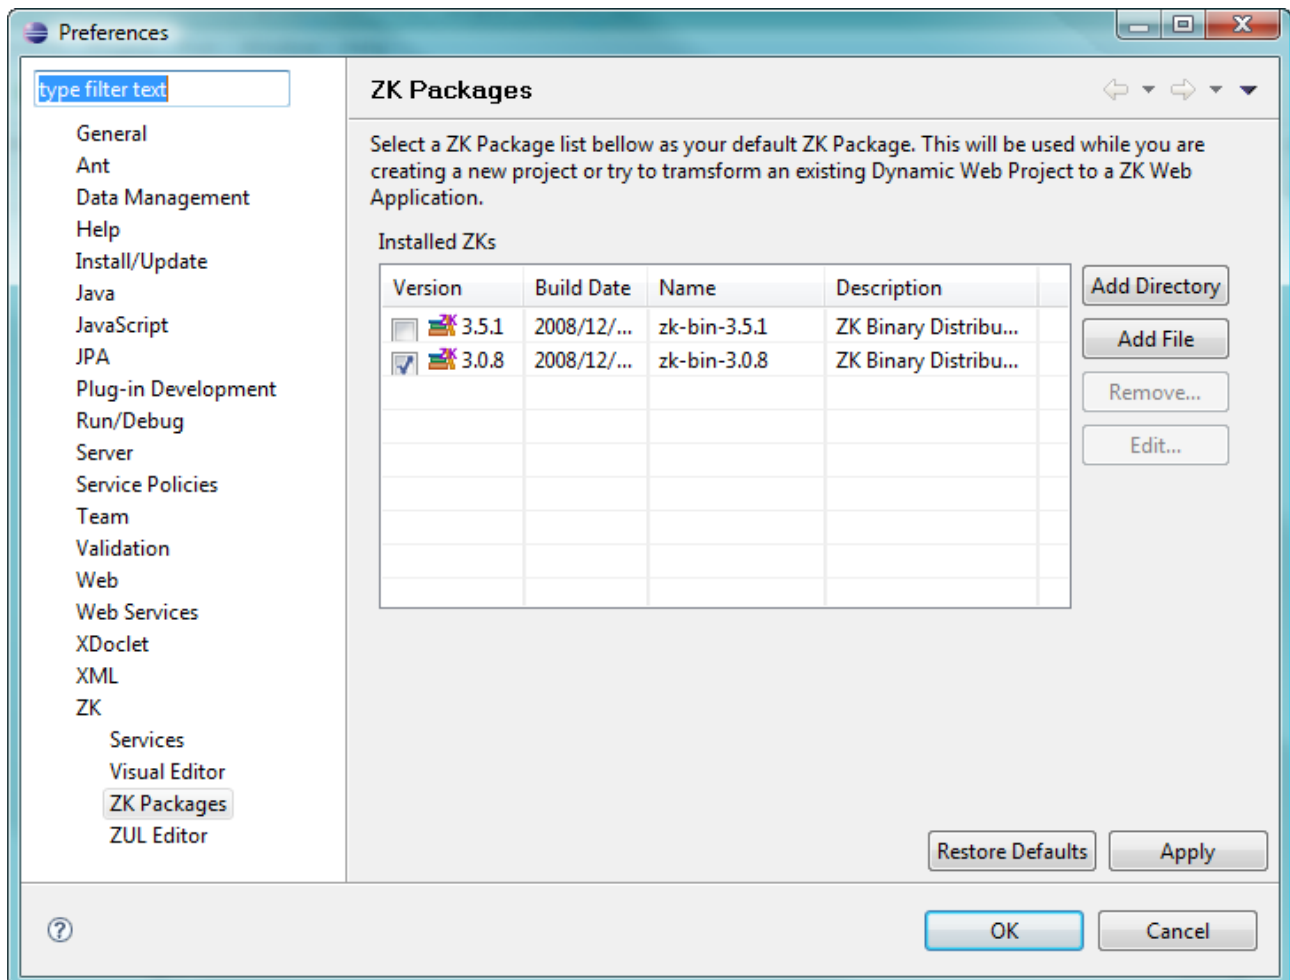 Preferences
type filter text
General
Ant
Data Management
Help
Install/Update
Java
JavaScript
JPA
Plug-in Development
Run/Debug
Server
Service Policies
Team
Validation
Web
Web Services
XDoclet
XML
ZK
Services
Visual Editor
ZK Packages
ZUL Editor
ZK Packages
Select a ZK Package list bellow as your default ZK Package. This will be used while you are
creating a new project or try to tramsform an existing Dynamic Web Project to a ZK Web
Application.
Installed ZKs
Version Build Date Name Description
ZK 3.5.1 2008/12/... zk-bin-3.5.1 ZK Binary Distribu...
ZK 3.0.8 2008/12/... zk-bin-3.0.8 ZK Binary Distribu...
Add Directory
Add File
Remove...
Edit...
Restore Defaults Apply
OK Cancel